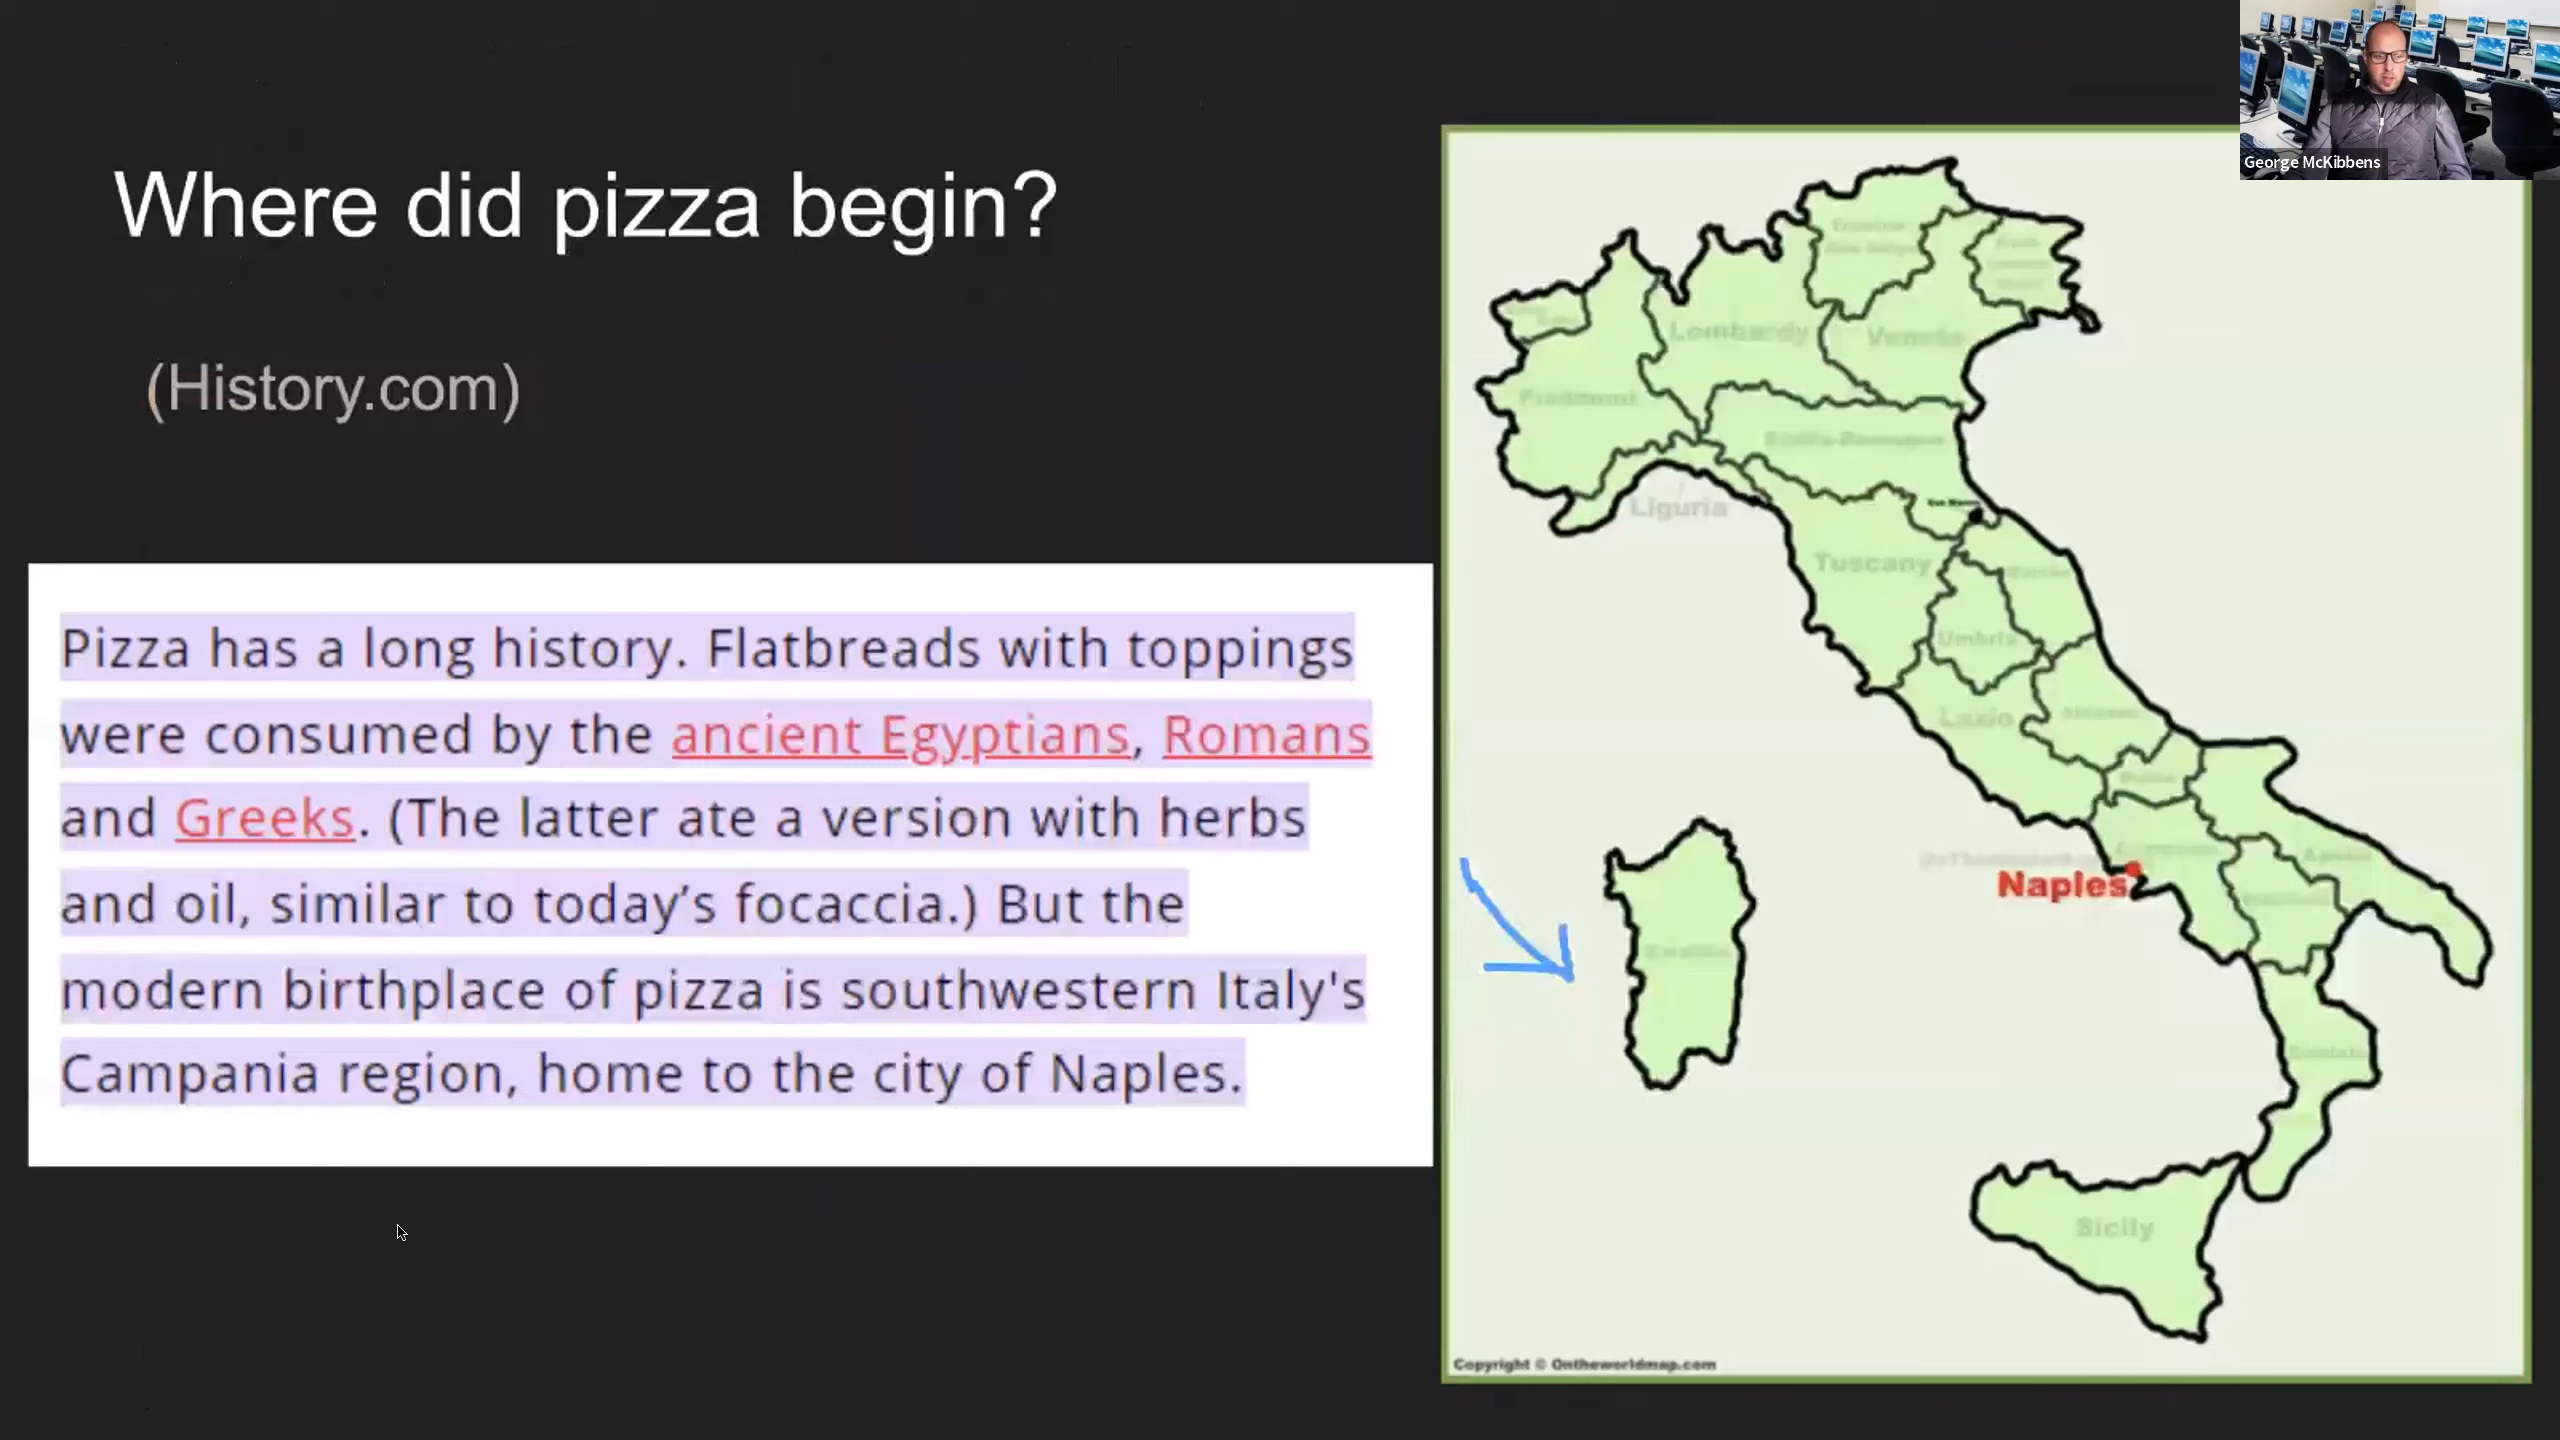 George McKibbens
Where did pizza begin?
(History.com)
Pizza has a long history. Flatbreads with toppings
were consumed by the ancient Egyptians, Romans
and Greeks. (The latter ate a version with herbs
and oil, similar to today’s focaccia.) But the
modern birthplace of pizza is southwestern Italy's
Campania region, home to the city of Naples.
Lombardy
Veneto
Piedmont
Emilia-Romagna
Liguria
Tuscany
Umbria
Lazio
Naples
Apulia
Sicily
Copyright © Ontheworldmap.com